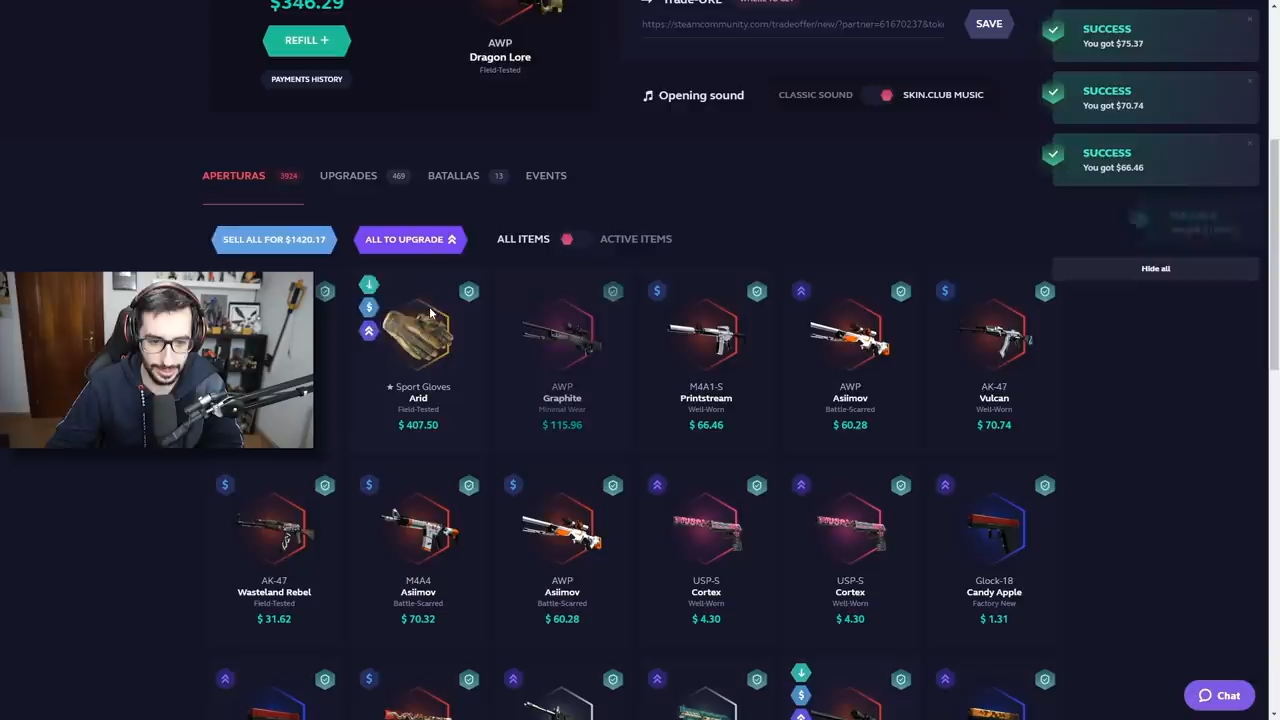 $346.29
REFILL +
PAYMENTS HISTORY
AWP
Dragon Lore
Field-Tested
Trade-URL
https://steamcommunity.com/tradeoffer/new/?partner=61670237&tok
SAVE
Opening sound
CLASSIC SOUND
SKIN.CLUB MUSIC
SUCCESS
You got $75.37
SUCCESS
You got $70.74
SUCCESS
You got $66.46
Hide all
APERTURAS 3924
UPGRADES 469
BATALLAS 13
EVENTS
SELL ALL FOR $1420.17
ALL TO UPGRADE
ALL ITEMS
ACTIVE ITEMS
★ Sport Gloves
Arid
Field-Tested
$ 407.50
AWP
Graphite
Minimal Wear
$ 115.96
$
M4A1-S
Printstream
Well-Worn
$ 66.46
AWP
Asiimov
Battle-Scarred
$ 60.28
$
AK-47
Vulcan
Well-Worn
$ 70.74
$
AK-47
Wasteland Rebel
Field-Tested
$ 31.62
$
M4A4
Asiimov
Battle-Scarred
$ 70.32
$
AWP
Asiimov
Battle-Scarred
$ 60.28
USP-S
Cortex
Well-Worn
$ 4.30
USP-S
Cortex
Well-Worn
$ 4.30
Glock-18
Candy Apple
Factory New
$ 1.31
Chat